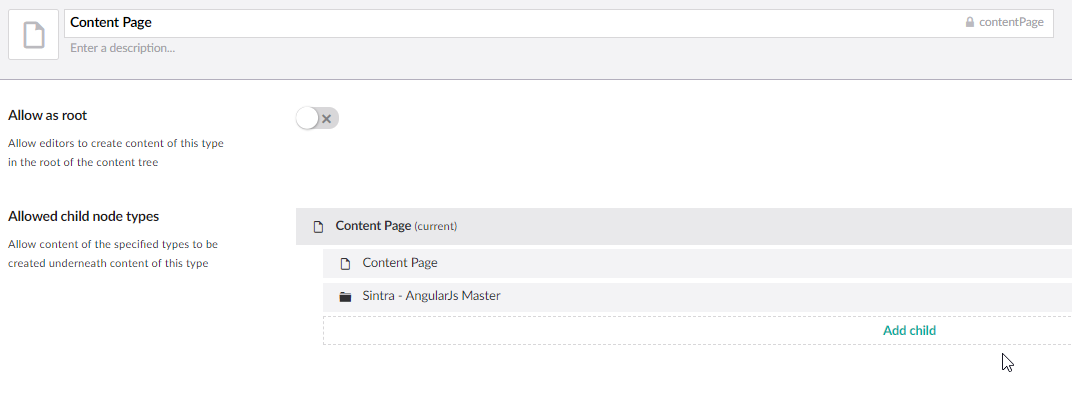 Content Page
contentPage
Enter a description...
Allow as root
Allow editors to create content of this type
in the root of the content tree
Allowed child node types
Allow content of the specified types to be
created underneath content of this type
Content Page (current)
Content Page
Sintra - AngularJs Master
Add child